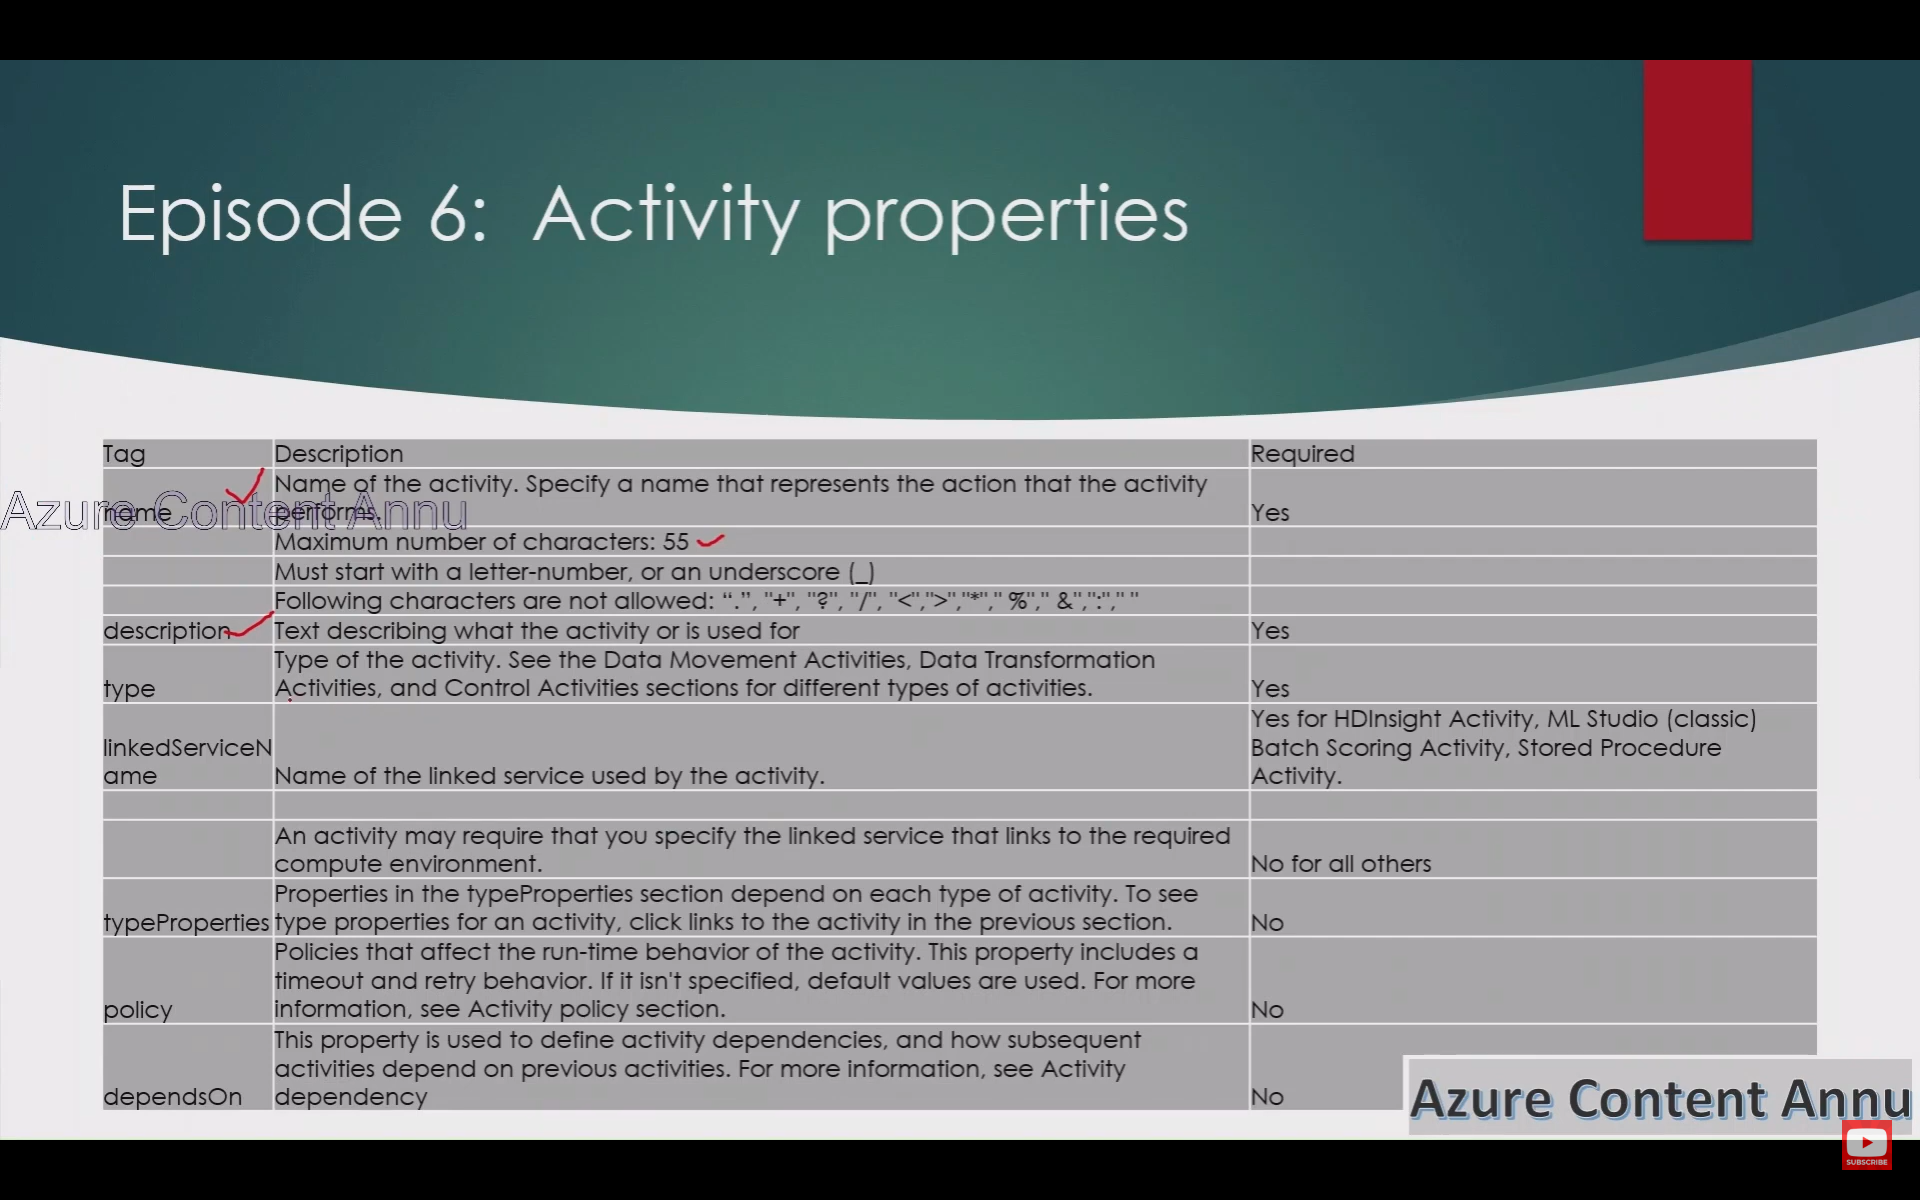 Episode 6: Activity properties
Tag Description Required
Name of the activity. Specify a name that represents the action that the activity
name performs. Yes
Azure Content Annu
Maximum number of characters: 55
Must start with a letter-number, or an underscore (_)
Following characters are not allowed: “.”, "+", "?", "/", "<",">","*"," %"," &",":"," "
description Text describing what the activity or is used for Yes
Type of the activity. See the Data Movement Activities, Data Transformation
type Activities, and Control Activities sections for different types of activities. Yes
Yes for HDInsight Activity, ML Studio (classic)
linkedServiceN Batch Scoring Activity, Stored Procedure
ame Name of the linked service used by the activity. Activity.
An activity may require that you specify the linked service that links to the required
compute environment. No for all others
Properties in the typeProperties section depend on each type of activity. To see
typeProperties type properties for an activity, click links to the activity in the previous section. No
Policies that affect the run-time behavior of the activity. This property includes a
timeout and retry behavior. If it isn't specified, default values are used. For more
policy information, see Activity policy section. No
This property is used to define activity dependencies, and how subsequent
activities depend on previous activities. For more information, see Activity
dependsOn dependency No
Azure Content Annu
SUBSCRIBE